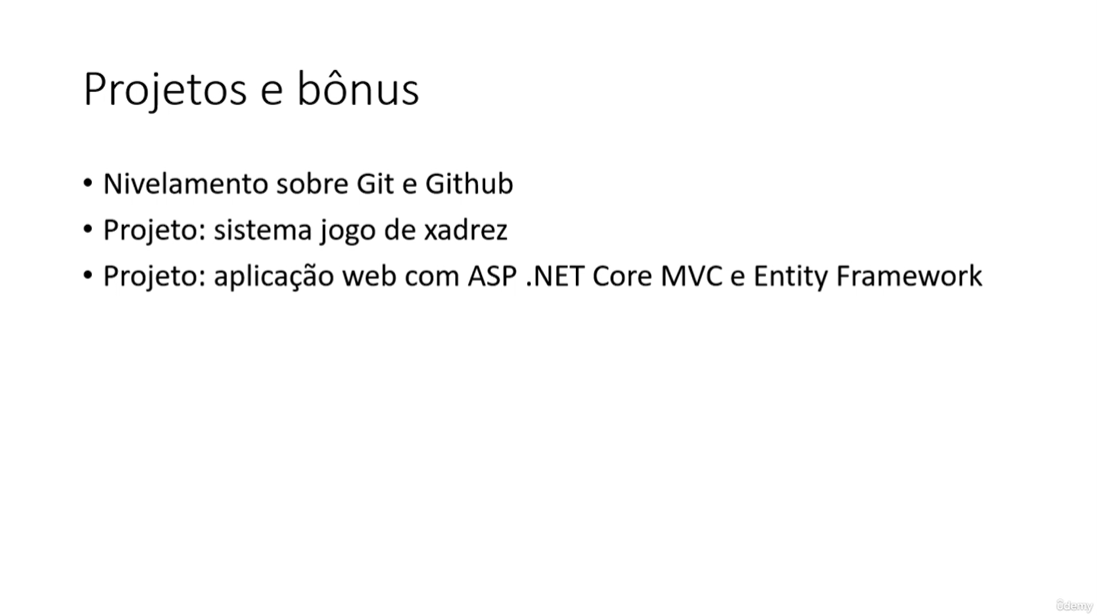 Projetos e bônus
• Nivelamento sobre Git e Github
• Projeto: sistema jogo de xadrez
• Projeto: aplicação web com ASP .NET Core MVC e Entity Framework
ûdemy